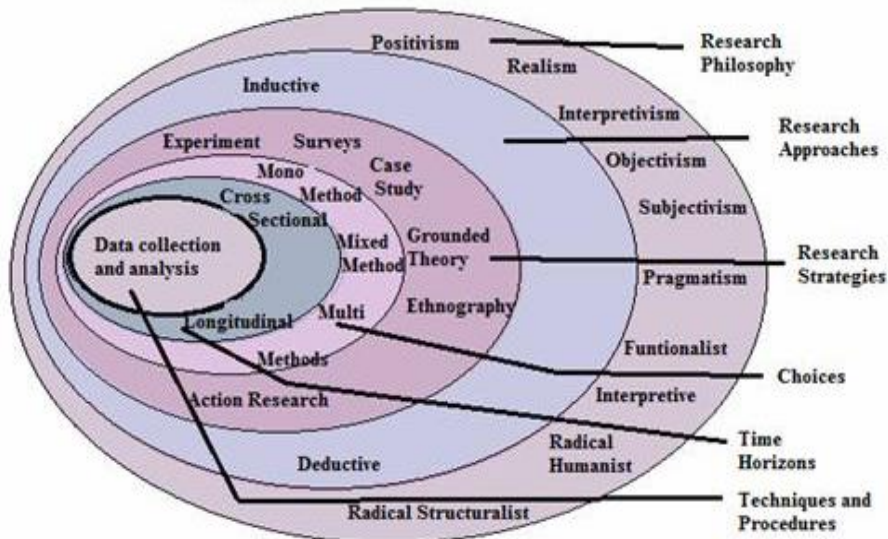 Positivism
Research
Philosophy
Realism
Inductive
Interpretivism
Research
Approaches
Experiment
Surveys
Objectivism
Mono
Case
Study
Cross
Method
Sectional
Subjectivism
Data collection
and analysis
Mixed
Method
Grounded
Theory
Research
Strategies
Pragmatism
Ethnography
Longitudinal
Multi
Funtionalist
Methods
Choices
Action Research
Interpretive
Radical
Humanist
Time
Horizons
Deductive
Techniques and
Procedures
Radical Structuralist